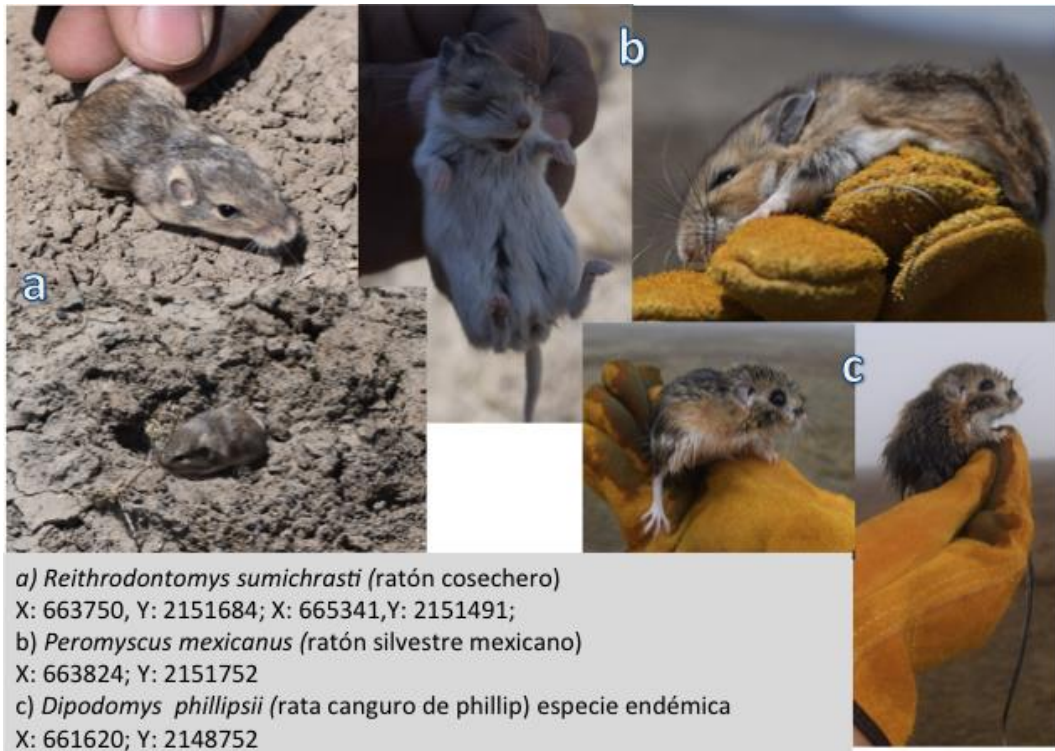 a
b
c
a) Reithrodontomys sumichrasti (ratón cosechero)
X: 663750, Y: 2151684; X: 665341,Y: 2151491;
b) Peromyscus mexicanus (ratón silvestre mexicano)
X: 663824; Y: 2151752
c) Dipodomys phillipsii (rata canguro de phillip) especie endémica
X: 661620; Y: 2148752